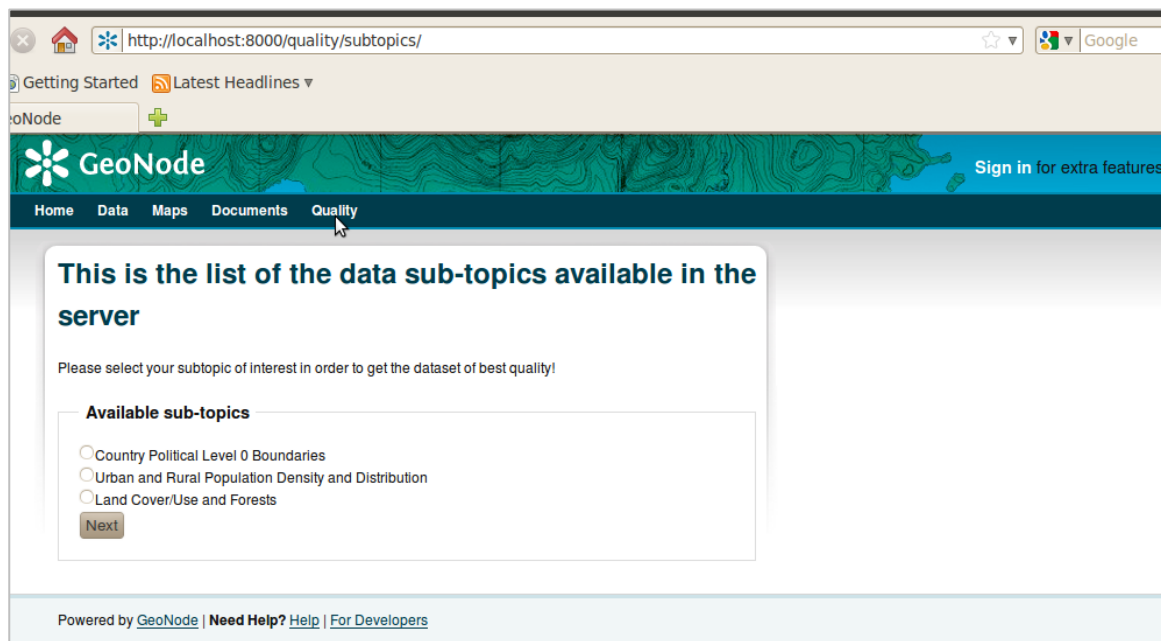 http://localhost:8000/quality/subtopics/
Google
Getting Started Latest Headlines
eoNode
GeoNode
Sign in for extra features
Home Data Maps Documents Quality
This is the list of the data sub-topics available in the
server
Please select your subtopic of interest in order to get the dataset of best quality!
Available sub-topics
Country Political Level 0 Boundaries
Urban and Rural Population Density and Distribution
Land Cover/Use and Forests
Next
Powered by GeoNode | Need Help? Help | For Developers